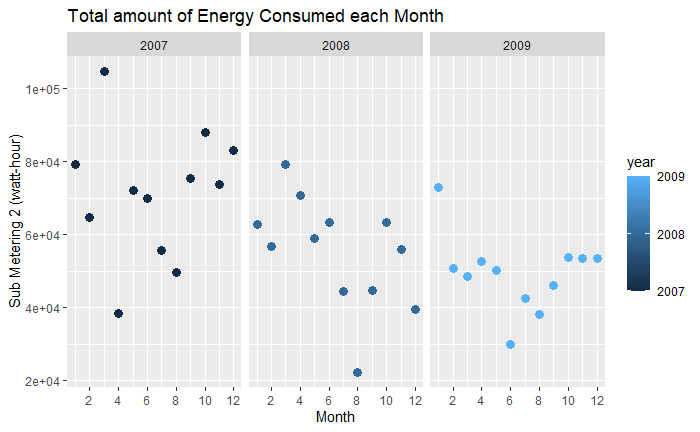 Total amount of Energy Consumed each Month
2007 2008 2009
1e+05
8e+04
6e+04
4e+04
2e+04
Sub Metering 2 (watt-hour)
2 4 6 8 10 12 2 4 6 8 10 12 2 4 6 8 10 12
Month
year
2009
2008
2007